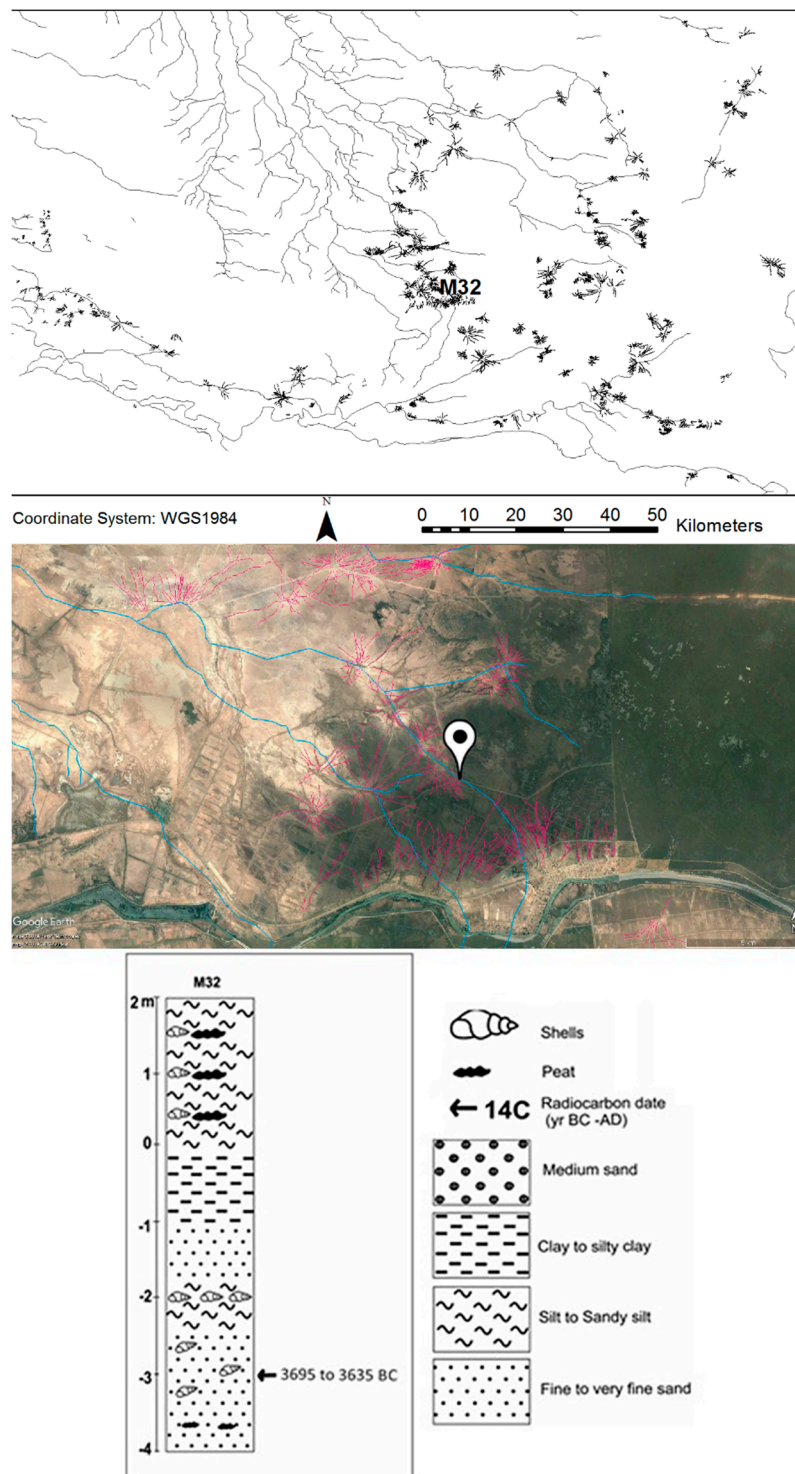 M32
Coordinate System: WGS1984
N
0 10 20 30 40 50 Kilometers
Google Earth
M32
2 m
1
0
-1
-2
-3
-4
3695 to 3635 BC
Shells
Peat
14C Radiocarbon date
(yr BC -AD)
Medium sand
Clay to silty clay
Silt to Sandy silt
Fine to very fine sand